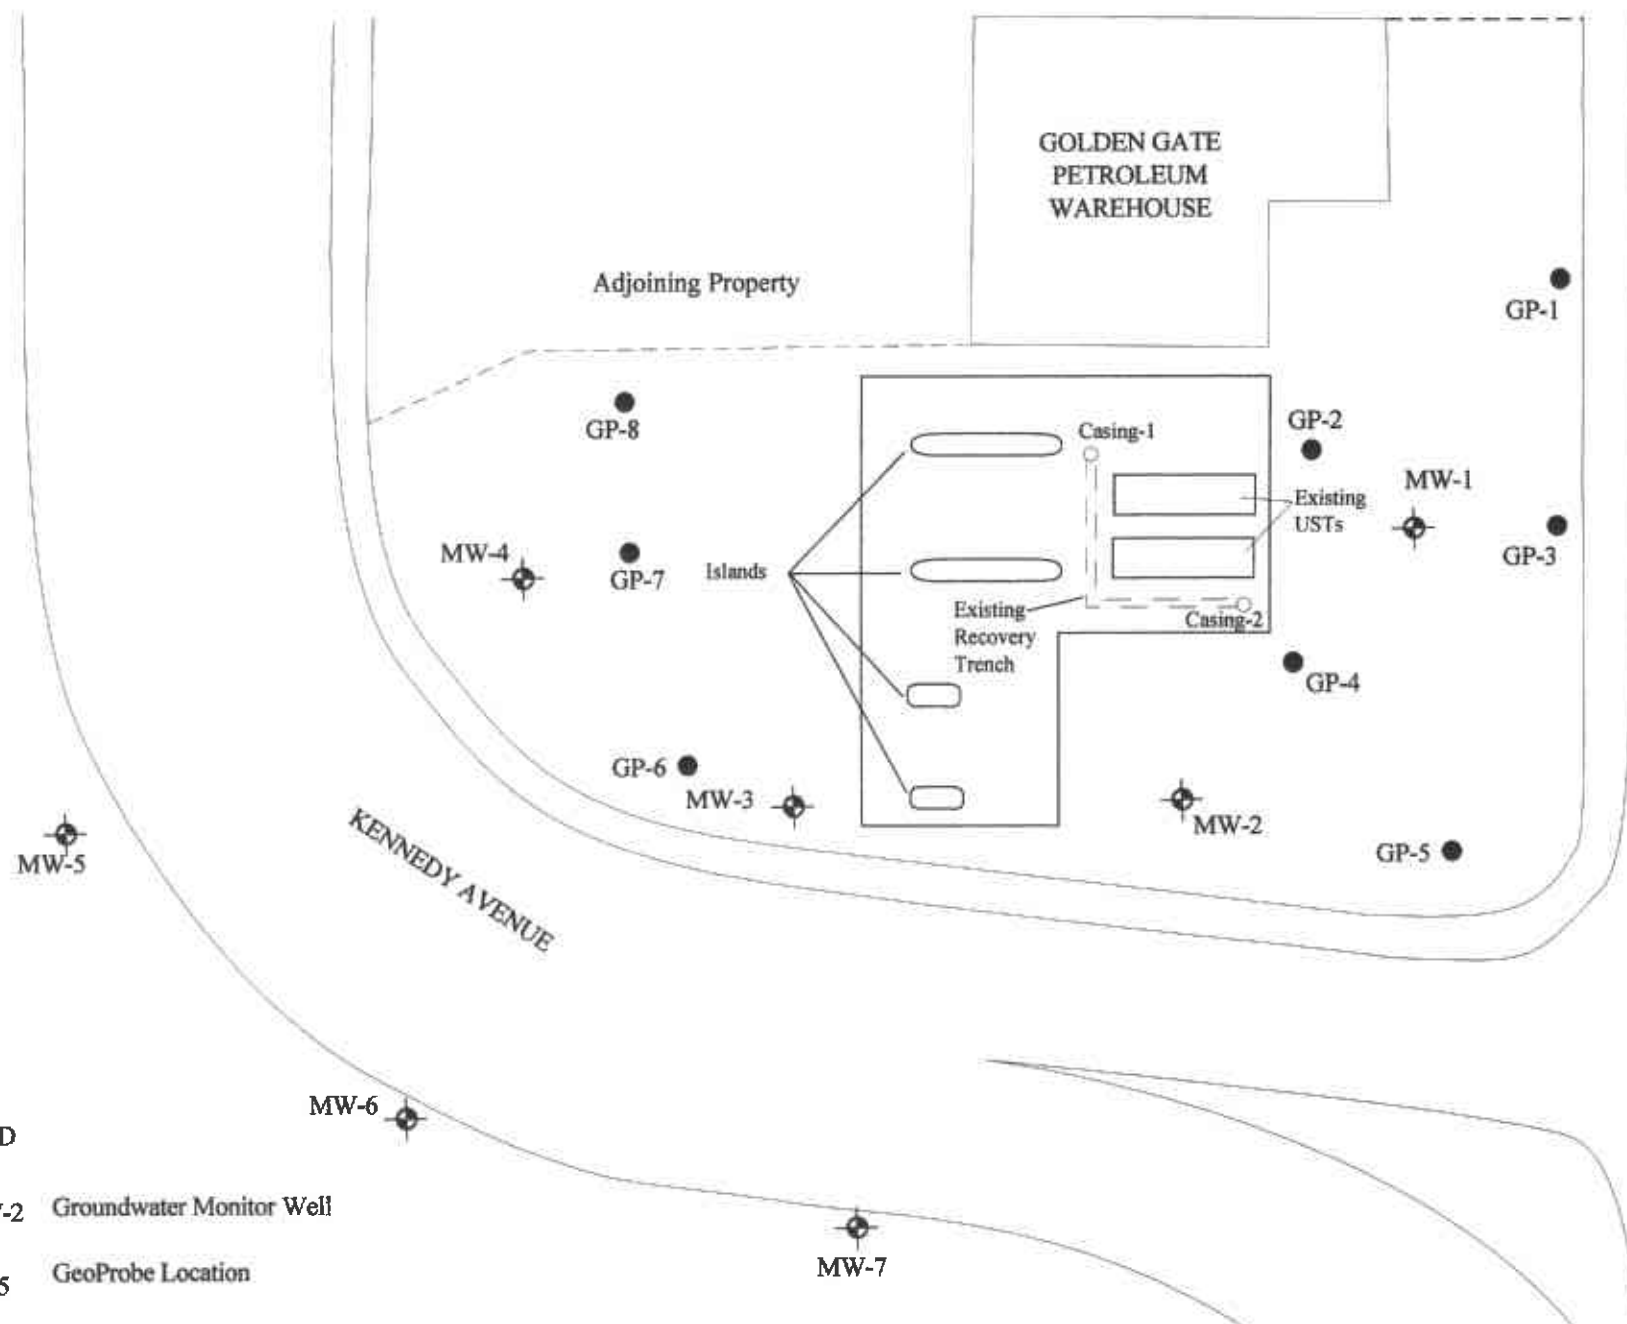 GOLDEN GATE
PETROLEUM
WAREHOUSE
Adjoining Property
GP-1
GP-8
GP-2
Casing-1
MW-1
Existing
USTs
GP-3
MW-4
GP-7
Islands
Existing
Recovery
Trench
Casing-2
GP-4
GP-6
MW-3
MW-2
GP-5
MW-5
KENNEDY AVENUE
MW-6
D
-2 Groundwater Monitor Well
5 GeoProbe Location
MW-7